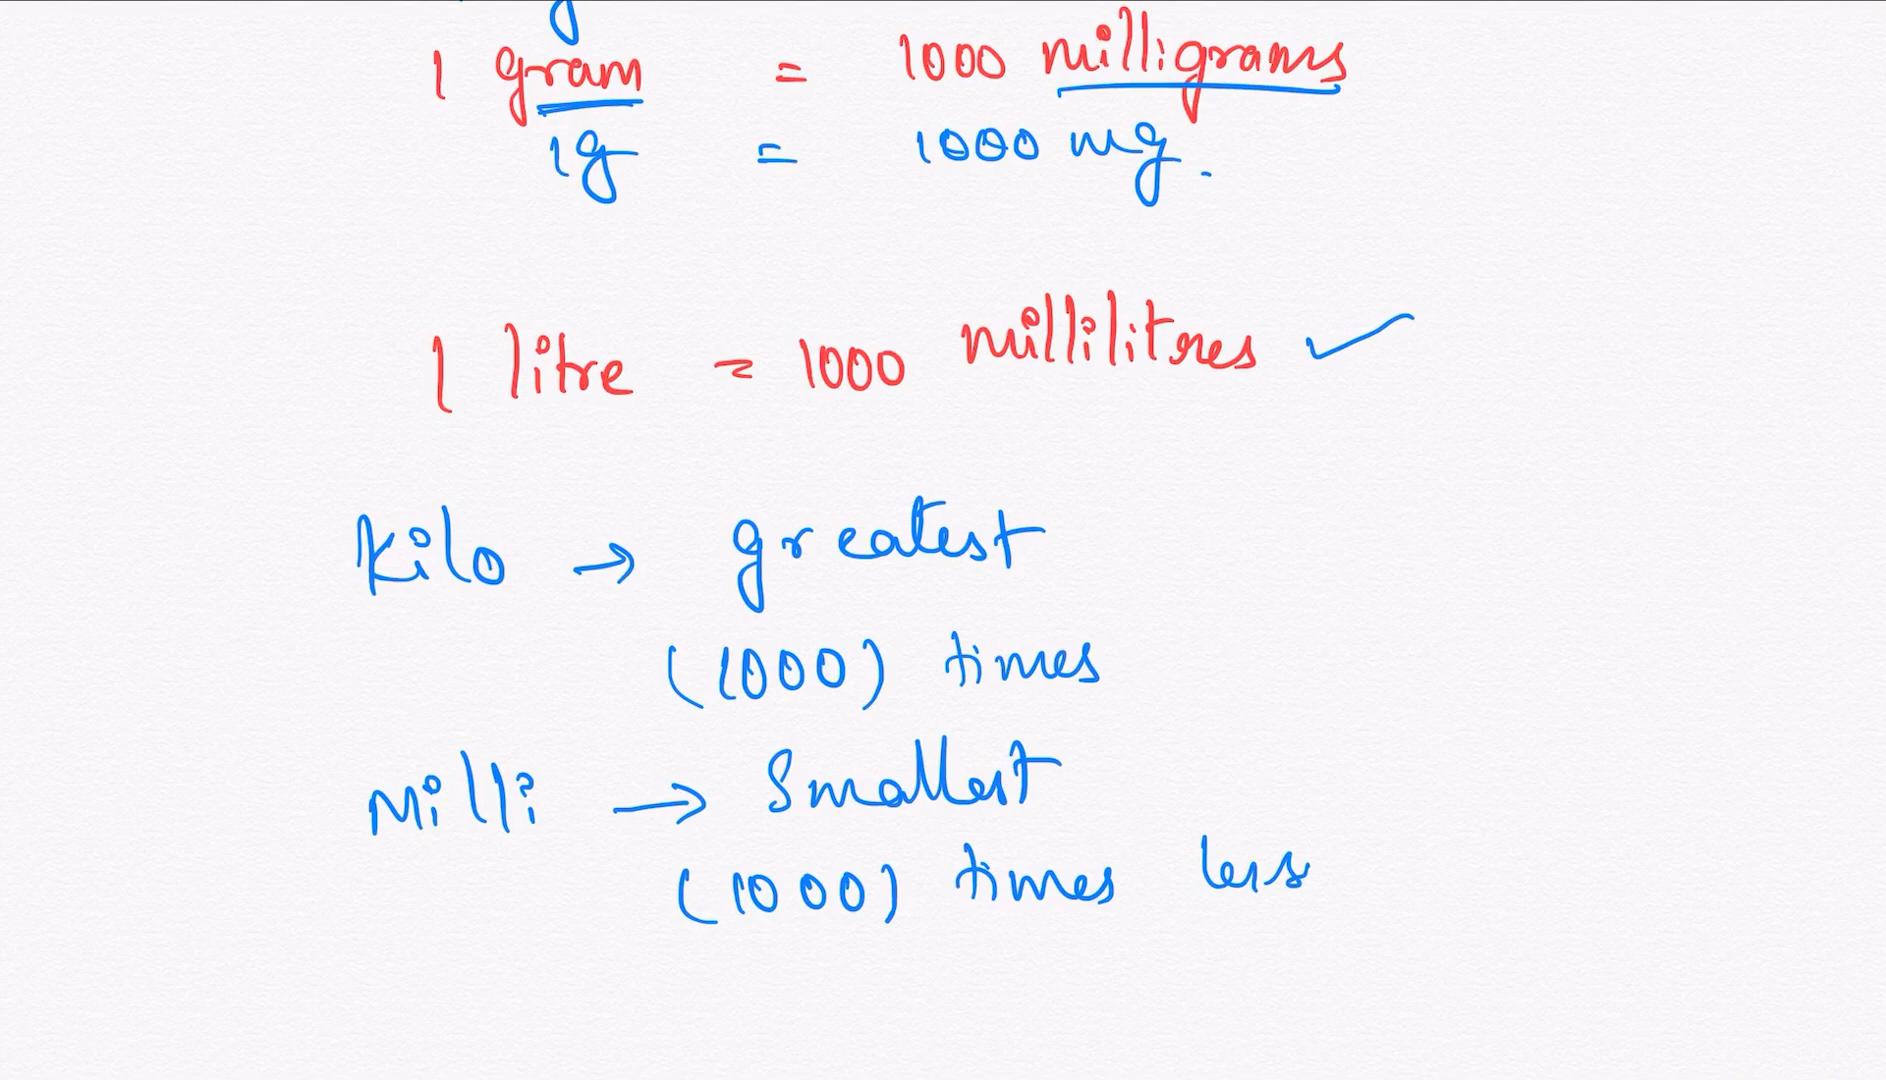 1 gram = 1000 milligrams
1g = 1000 mg.
1 litre = 1000 millilitres
Kilo → greatest
(1000) times
Milli → Smallest
(1000) times less